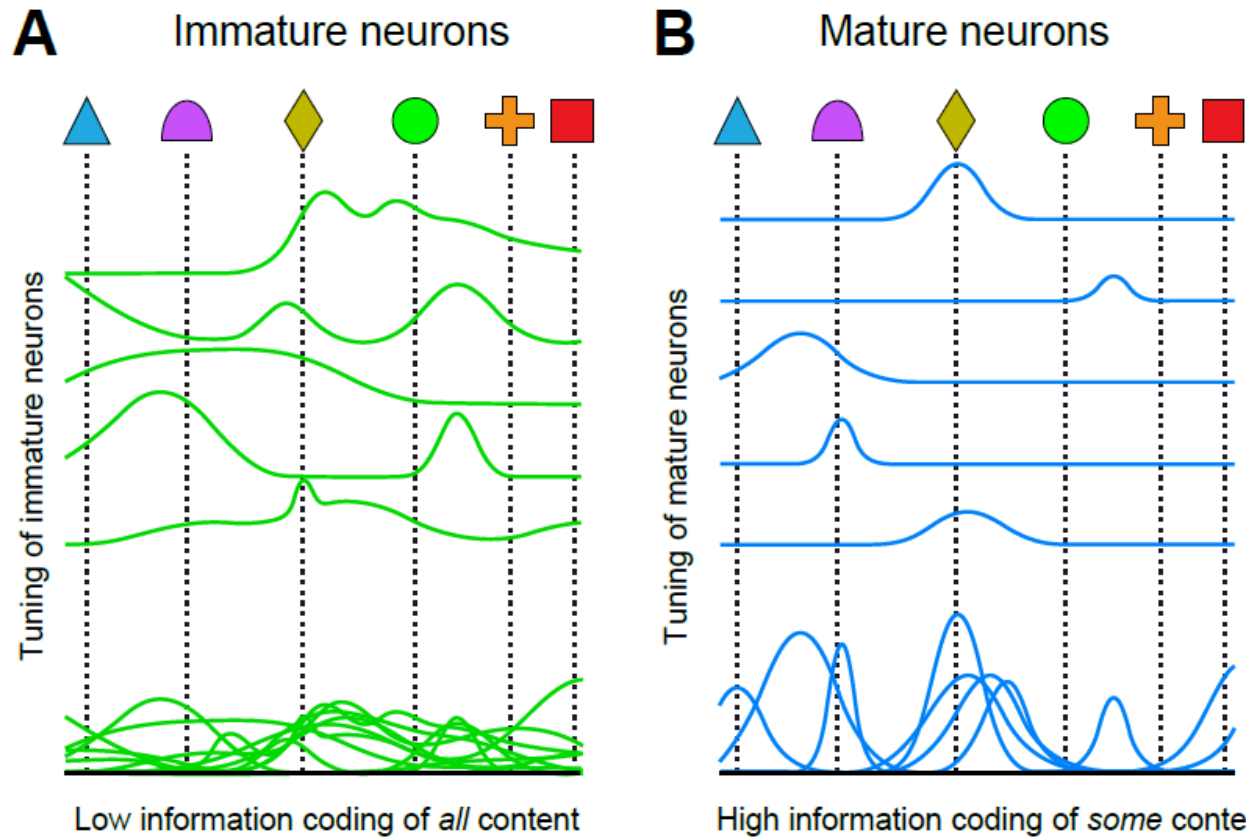 A
Immature neurons
B
Mature neurons
Tuning of immature neurons
Tuning of mature neurons
Low information coding of all content
High information coding of some conte